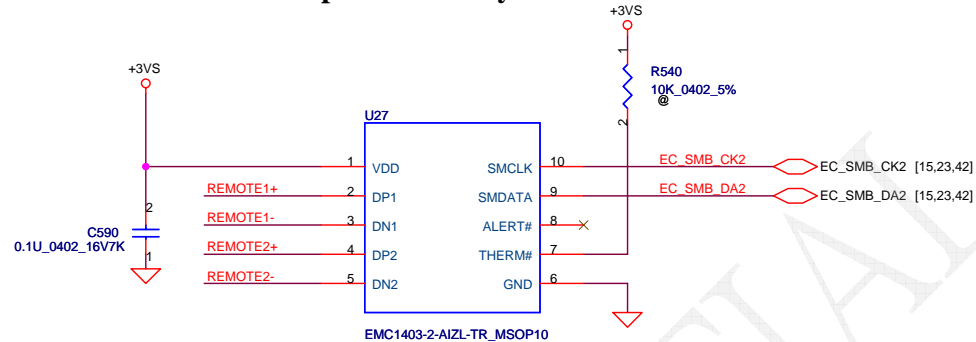 +3VS
+3VS
R540
10K_0402_5%
@
1
2
U27
1 VDD SMCLK 10 EC_SMB_CK2 EC_SMB_CK2 [15,23,42]
REMOTE1+ 2 DP1 SMDATA 9 EC_SMB_DA2 EC_SMB_DA2 [15,23,42]
REMOTE1- 3 DN1 ALERT# 8
REMOTE2+ 4 DP2 THERM# 7
REMOTE2- 5 DN2 GND 6
2
C590
0.1U_0402_16V7K
1
EMC1403-2-AIZL-TR_MSOP10